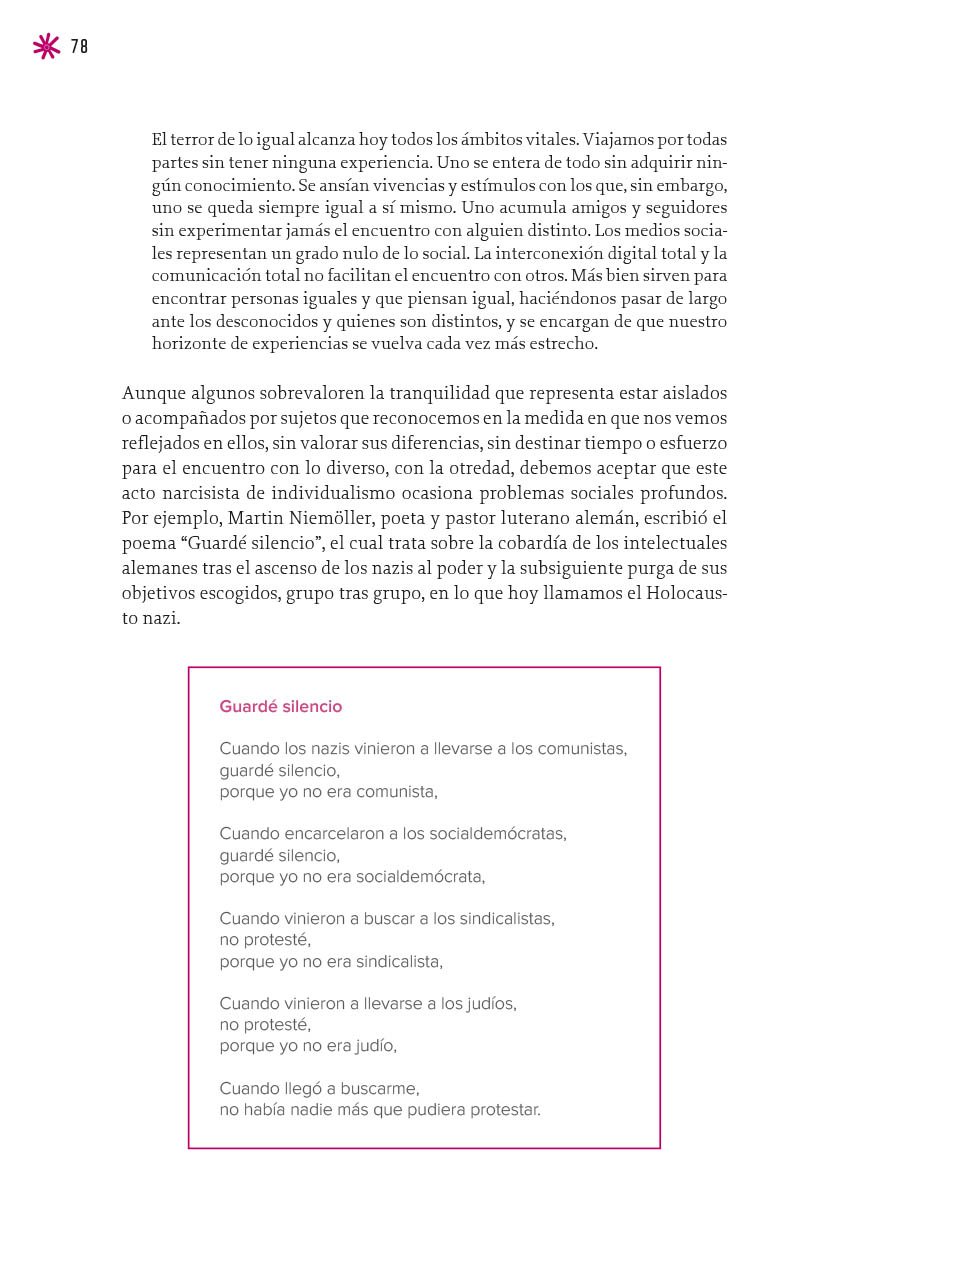 78
El terror de lo igual alcanza hoy todos los ámbitos vitales. Viajamos por todas
partes sin tener ninguna experiencia. Uno se entera de todo sin adquirir nin-
gún conocimiento. Se ansían vivencias y estímulos con los que, sin embargo,
uno se queda siempre igual a sí mismo. Uno acumula amigos y seguidores
sin experimentar jamás el encuentro con alguien distinto. Los medios socia-
les representan un grado nulo de lo social. La interconexión digital total y la
comunicación total no facilitan el encuentro con otros. Más bien sirven para
encontrar personas iguales y que piensan igual, haciéndonos pasar de largo
ante los desconocidos y quienes son distintos, y se encargan de que nuestro
horizonte de experiencias se vuelva cada vez más estrecho.
Aunque algunos sobrevaloren la tranquilidad que representa estar aislados
o acompañados por sujetos que reconocemos en la medida en que nos vemos
reflejados en ellos, sin valorar sus diferencias, sin destinar tiempo o esfuerzo
para el encuentro con lo diverso, con la otredad, debemos aceptar que este
acto narcisista de individualismo ocasiona problemas sociales profundos.
Por ejemplo, Martin Niemöller, poeta y pastor luterano alemán, escribió el
poema “Guardé silencio”, el cual trata sobre la cobardía de los intelectuales
alemanes tras el ascenso de los nazis al poder y la subsiguiente purga de sus
objetivos escogidos, grupo tras grupo, en lo que hoy llamamos el Holocaus-
to nazi.
Guardé silencio
Cuando los nazis vinieron a llevarse a los comunistas,
guardé silencio,
porque yo no era comunista,
Cuando encarcelaron a los socialdemócratas,
guardé silencio,
porque yo no era socialdemócrata,
Cuando vinieron a buscar a los sindicalistas,
no protesté,
porque yo no era sindicalista,
Cuando vinieron a llevarse a los judíos,
no protesté,
porque yo no era judío,
Cuando llegó a buscarme,
no había nadie más que pudiera protestar.